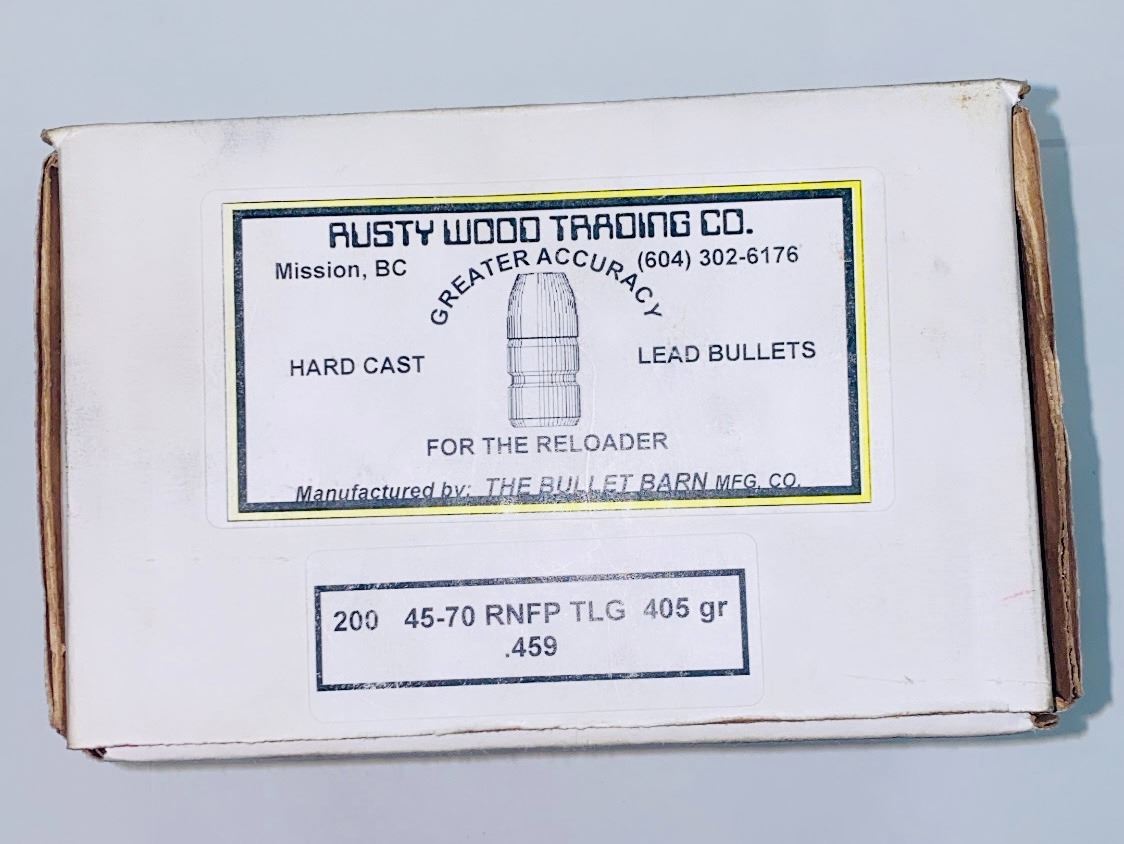 RUSTY WOOD TRADING CO.
Mission, BC
(604) 302-6176
GREATER ACCURACY
HARD CAST
LEAD BULLETS
FOR THE RELOADER
Manufactured by: THE BULLET BARN MFG. CO.
200 45-70 RNFP TLG 405 gr
.459